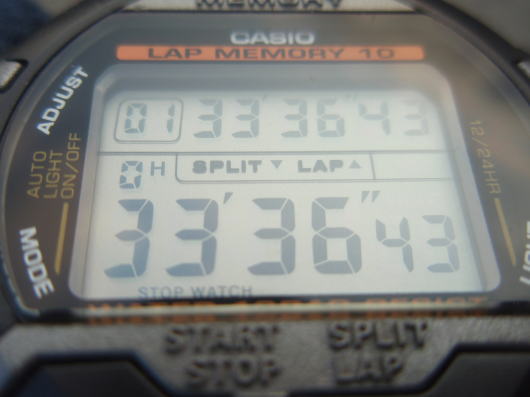 MEMORY
CASIO
LAP MEMORY 10
ADJUST
01 33'36"43
12/24HR
AUTO
LIGHT
ON/OFF
0H SPLIT▼ LAP▲
33'36"43
MODE
STOP WATCH
START
STOP
SPLIT
LAP